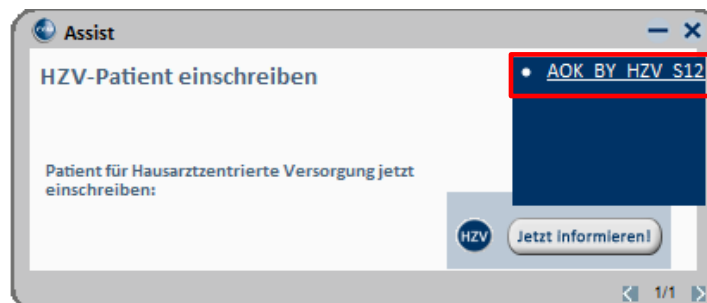 Assist
HZV-Patient einschreiben
AOK_BY_HZV_S12
Patient für Hausarztzentrierte Versorgung jetzt
einschreiben:
HZV
Jetzt informieren!
1/1